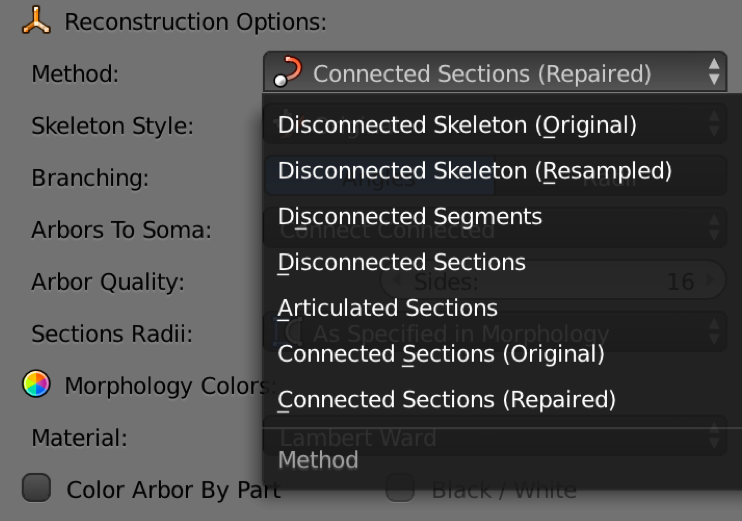 Reconstruction Options:
Method:
Connected Sections (Repaired)
Skeleton Style:
Disconnected Skeleton (Original)
Branching:
Disconnected Skeleton (Resampled)
Angles
Radii
Disconnected Segments
Arbors To Soma:
Connect Connected
Disconnected Sections
Arbor Quality:
Sides:
16
Articulated Sections
Sections Radii:
As Specified in Morphology
Connected Sections (Original)
Morphology Colors:
Connected Sections (Repaired)
Material:
Lambert Ward
Method
Color Arbor By Part
Black / White